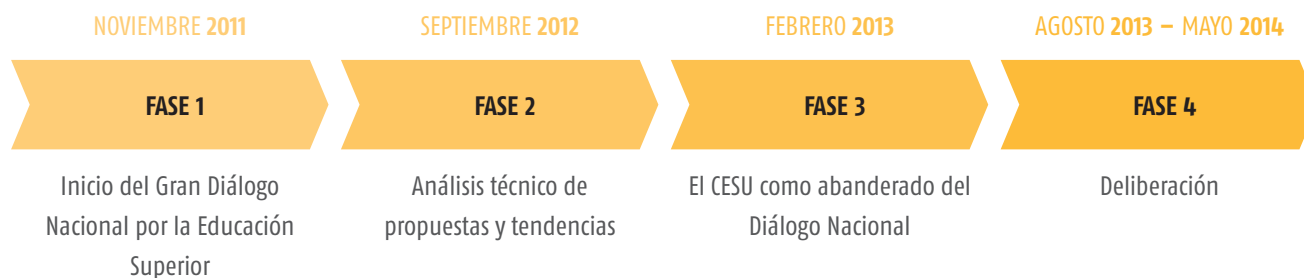 NOVIEMBRE 2011
SEPTIEMBRE 2012
FEBRERO 2013
AGOSTO 2013 – MAYO 2014
FASE 1
FASE 2
FASE 3
FASE 4
Inicio del Gran Diálogo
Nacional por la Educación
Superior
Análisis técnico de
propuestas y tendencias
El CESU como abanderado del
Diálogo Nacional
Deliberación